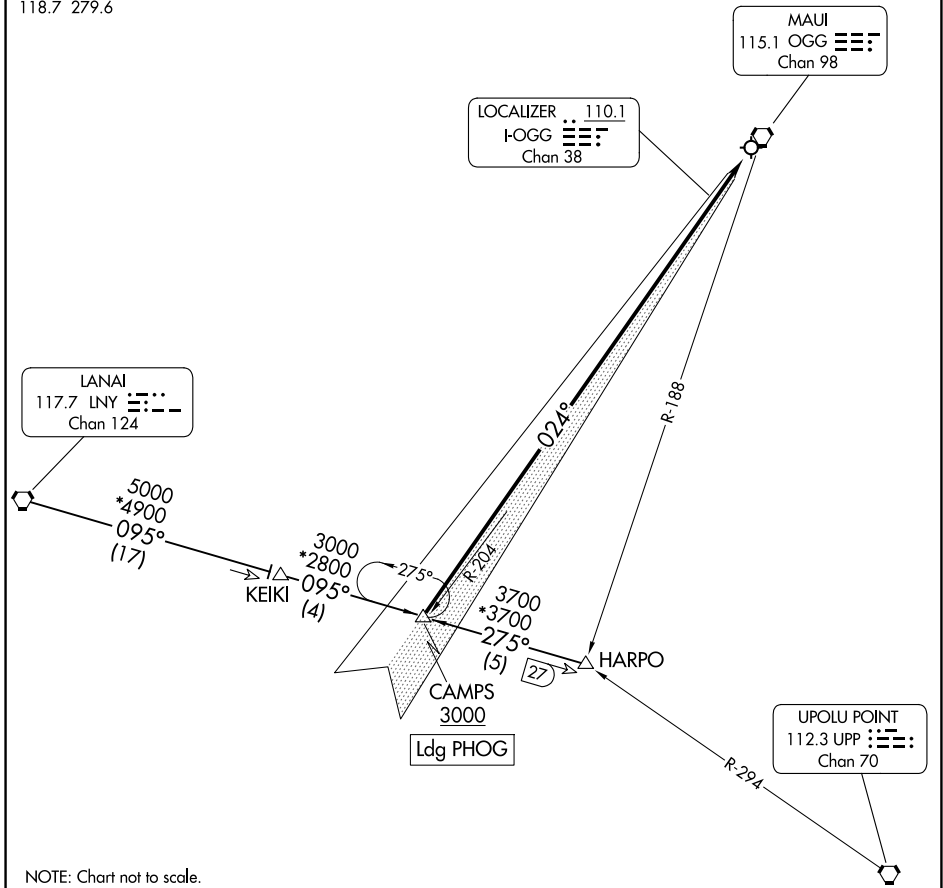 118.7 279.6
MAUI
115.1 OGG
Chan 98
LOCALIZER 110.1
I-OGG
Chan 38
R-188
024°
LANAI
117.7 LNY
Chan 124
5000
*4900
095°
(17)
KEIKI
3000
*2800
095°
(4)
275°
R-204
3700
*3700
275°
(5)
27
HARPO
CAMPS
3000
Ldg PHOG
UPOLU POINT
112.3 UPP
Chan 70
R-294
NOTE: Chart not to scale.